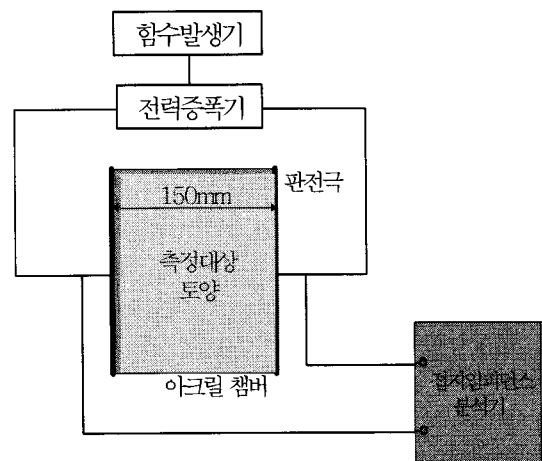 함수발생기
전력증폭기
판전극
150mm
측정대상
토양
아크릴 챔버
접지임피던스
분석기